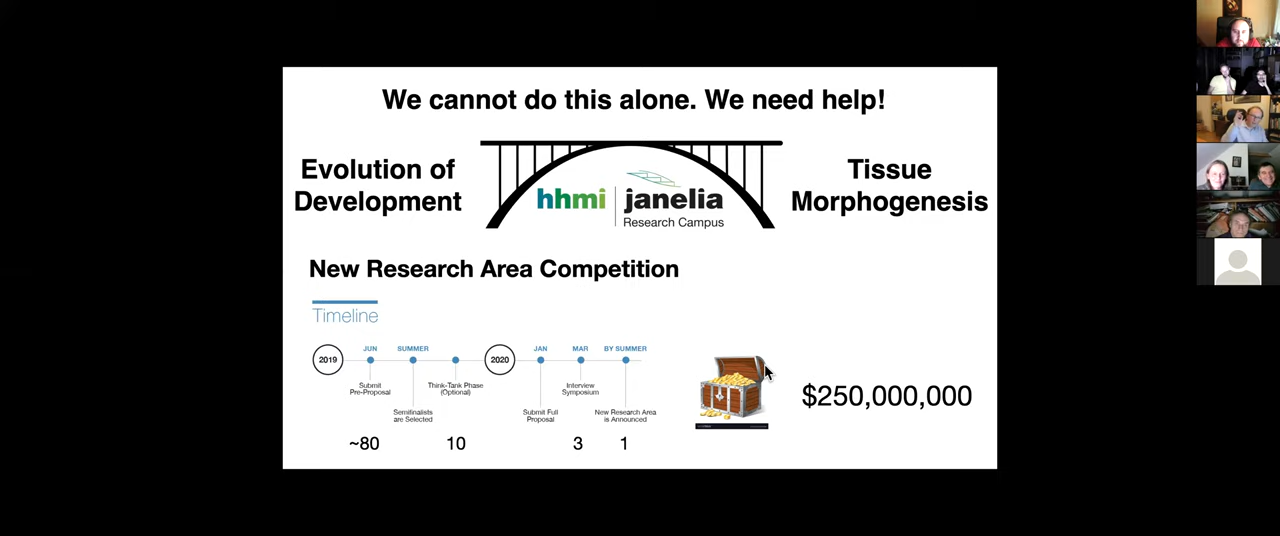 We cannot do this alone. We need help!
Evolution of
Development
hhmi janelia
Research Campus
Tissue
Morphogenesis
New Research Area Competition
Timeline
2019 JUN SUMMER 2020 JAN MAR BY SUMMER
Submit
Pre-Proposal
Think-Tank Phase
(Optional)
Interview
Symposium
Semifinalists
are Selected
Submit Full
Proposal
New Research Area
is Announced
~80 10 3 1
$250,000,000